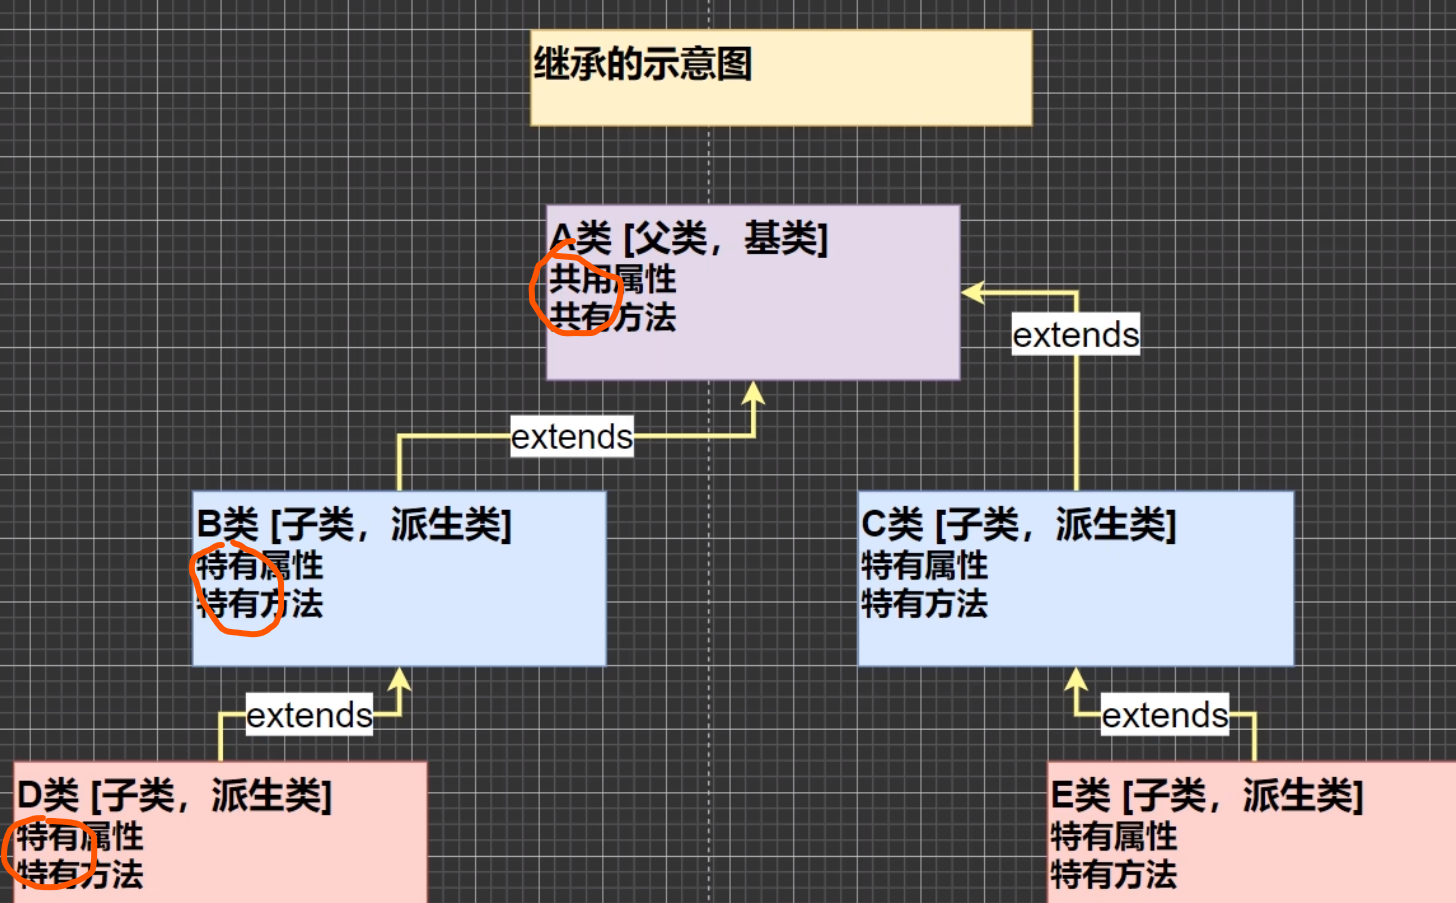 继承的示意图
A类 [父类，基类]
共用属性
共有方法
extends
extends
B类 [子类，派生类]
特有属性
特有方法
C类 [子类，派生类]
特有属性
特有方法
extends
extends
D类 [子类，派生类]
特有属性
特有方法
E类 [子类，派生类]
特有属性
特有方法